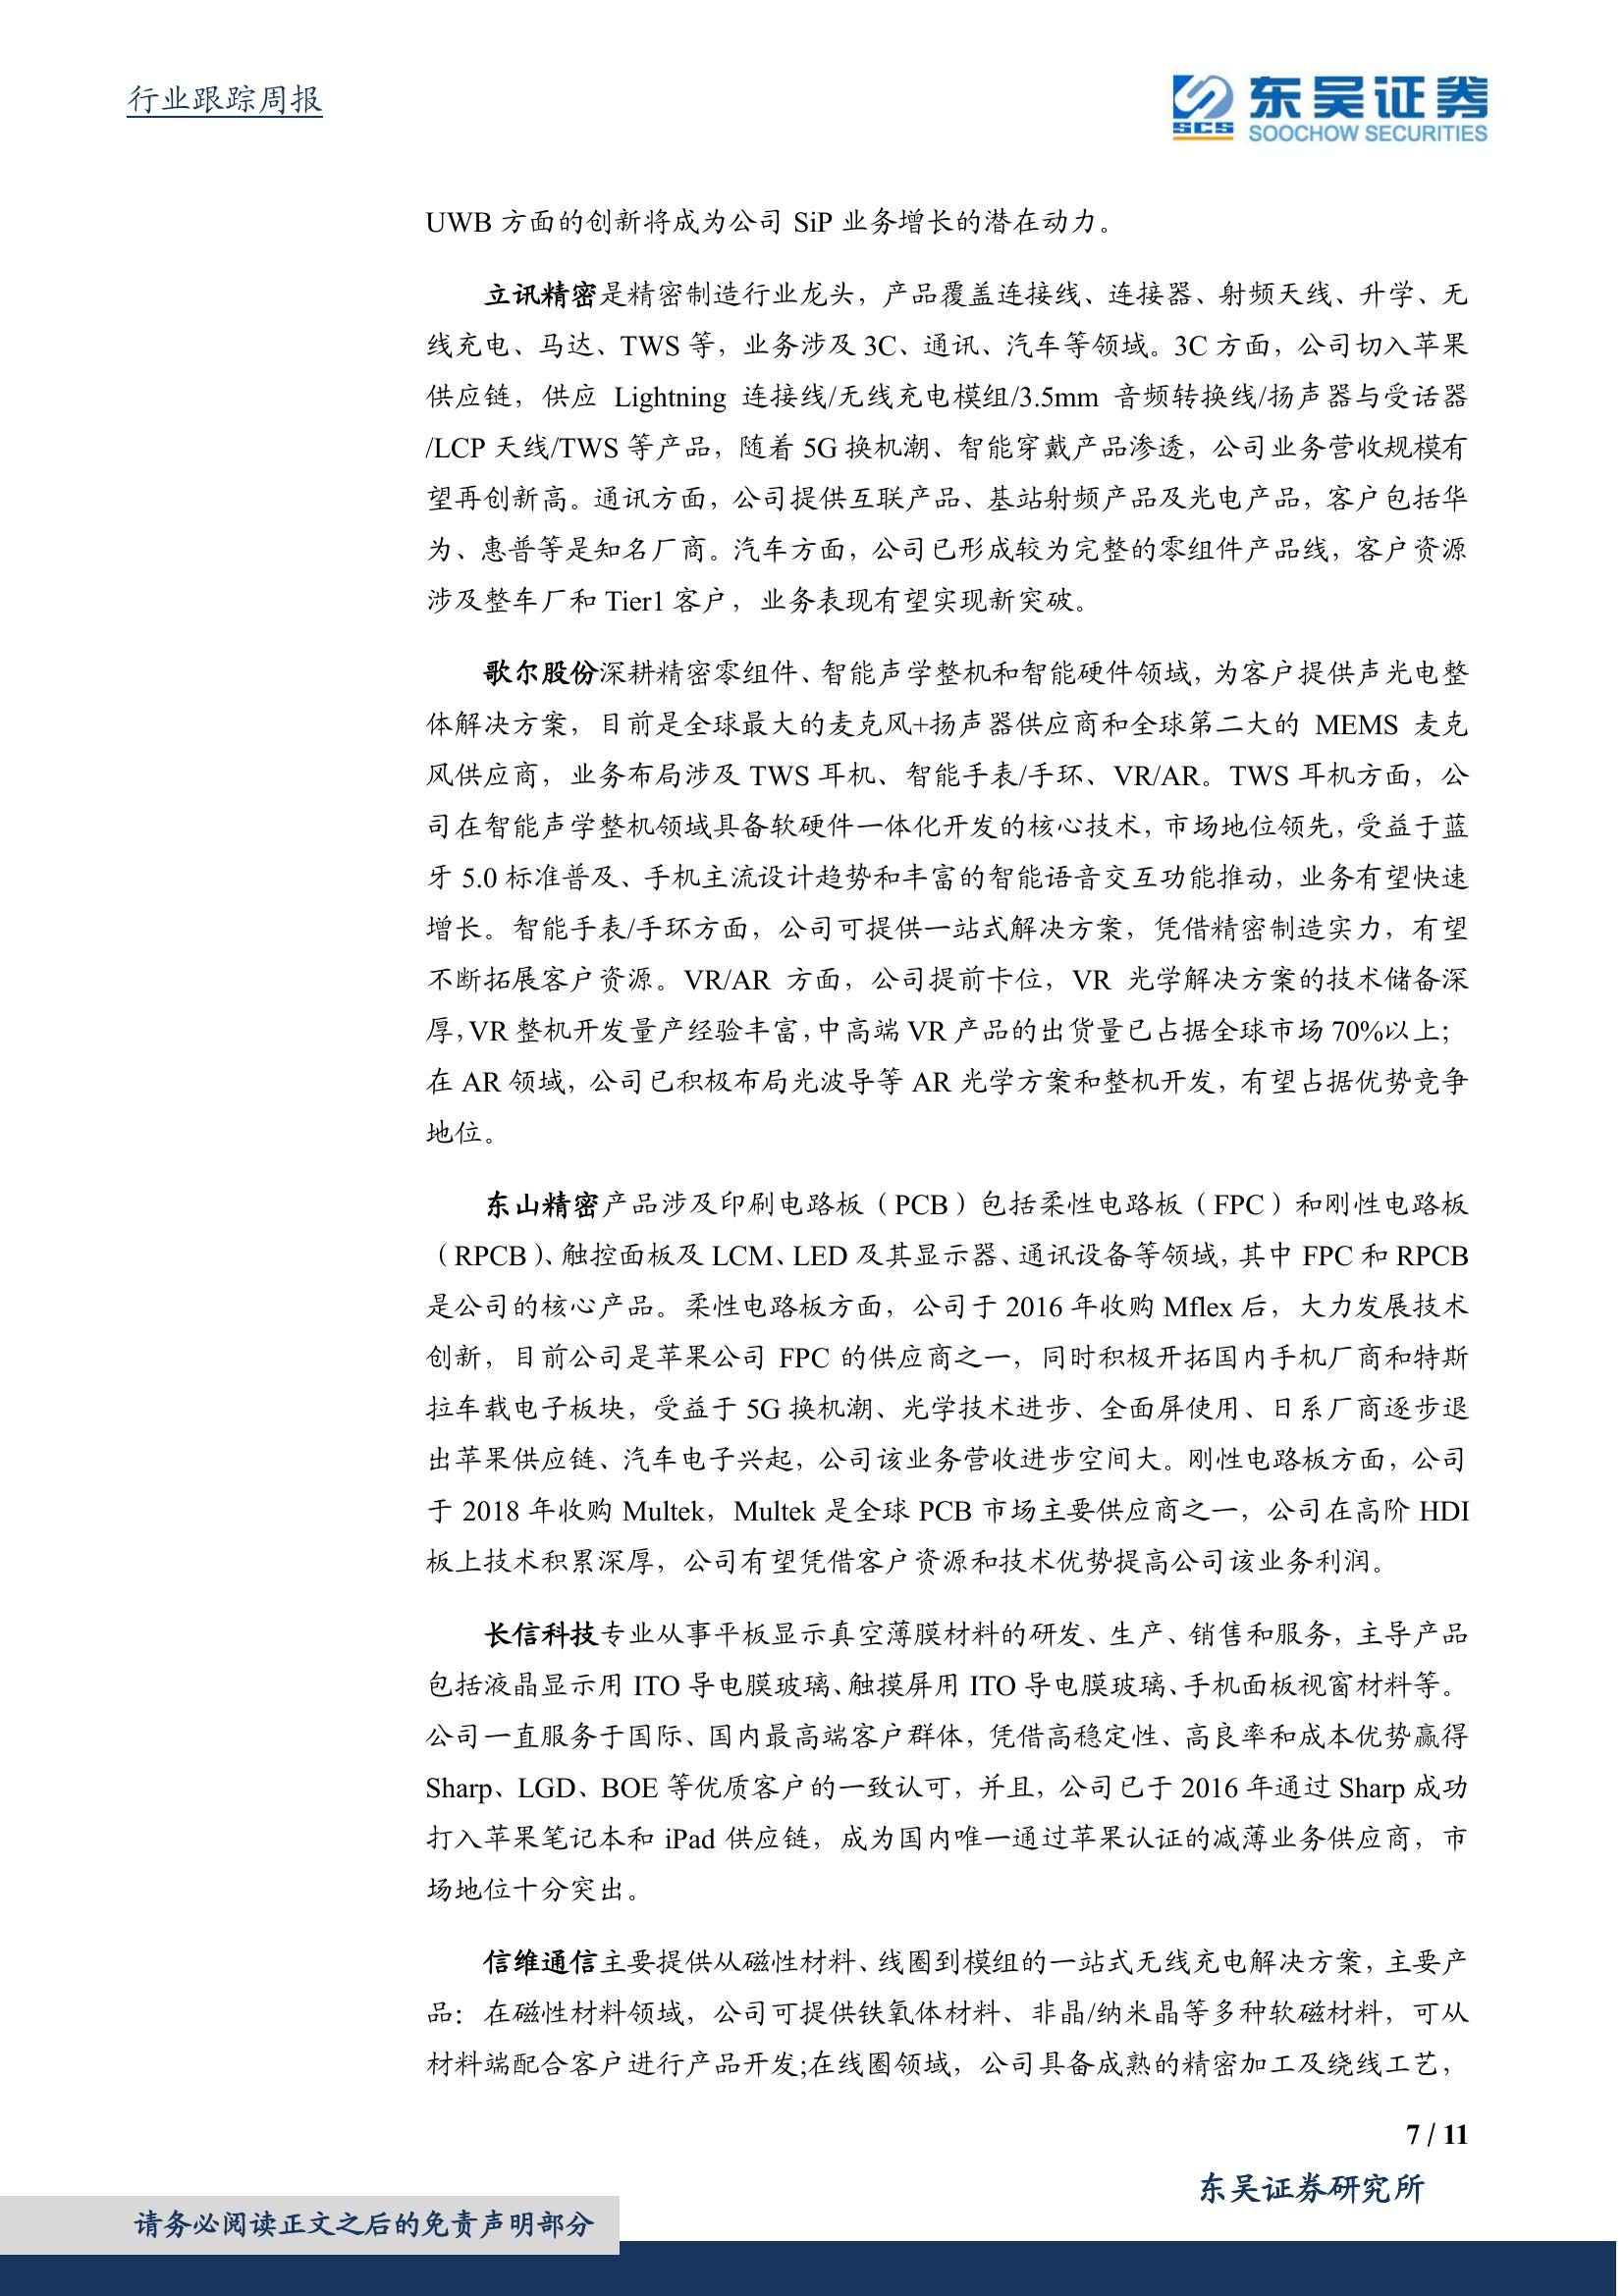 行业跟踪周报
SCS
东吴证券
SOOCHOW SECURITIES
UWB 方面的创新将成为公司 SiP 业务增长的潜在动力。
立讯精密是精密制造行业龙头，产品覆盖连接线、连接器、射频天线、升学、无
线充电、马达、TWS 等，业务涉及 3C、通讯、汽车等领域。3C 方面，公司切入苹果
供应链，供应 Lightning 连接线/无线充电模组/3.5mm 音频转换线/扬声器与受话器
/LCP 天线/TWS 等产品，随着 5G 换机潮、智能穿戴产品渗透，公司业务营收规模有
望再创新高。通讯方面，公司提供互联产品、基站射频产品及光电产品，客户包括华
为、惠普等是知名厂商。汽车方面，公司已形成较为完整的零组件产品线，客户资源
涉及整车厂和 Tier1 客户，业务表现有望实现新突破。
歌尔股份深耕精密零组件、智能声学整机和智能硬件领域，为客户提供声光电整
体解决方案，目前是全球最大的麦克风+扬声器供应商和全球第二大的 MEMS 麦克
风供应商，业务布局涉及 TWS 耳机、智能手表/手环、VR/AR。TWS 耳机方面，公
司在智能声学整机领域具备软硬件一体化开发的核心技术，市场地位领先，受益于蓝
牙 5.0 标准普及、手机主流设计趋势和丰富的智能语音交互功能推动，业务有望快速
增长。智能手表/手环方面，公司可提供一站式解决方案，凭借精密制造实力，有望
不断拓展客户资源。VR/AR 方面，公司提前卡位，VR 光学解决方案的技术储备深
厚，VR 整机开发量产经验丰富，中高端 VR 产品的出货量已占据全球市场 70%以上；
在 AR 领域，公司已积极布局光波导等 AR 光学方案和整机开发，有望占据优势竞争
地位。
东山精密产品涉及印刷电路板（PCB）包括柔性电路板（FPC）和刚性电路板
（RPCB）、触控面板及 LCM、LED 及其显示器、通讯设备等领域，其中 FPC 和 RPCB
是公司的核心产品。柔性电路板方面，公司于 2016 年收购 Mflex 后，大力发展技术
创新，目前公司是苹果公司 FPC 的供应商之一，同时积极开拓国内手机厂商和特斯
拉车载电子板块，受益于 5G 换机潮、光学技术进步、全面屏使用、日系厂商逐步退
出苹果供应链、汽车电子兴起，公司该业务营收进步空间大。刚性电路板方面，公司
于 2018 年收购 Multek，Multek 是全球 PCB 市场主要供应商之一，公司在高阶 HDI
板上技术积累深厚，公司有望凭借客户资源和技术优势提高公司该业务利润。
长信科技专业从事平板显示真空薄膜材料的研发、生产、销售和服务，主导产品
包括液晶显示用 ITO 导电膜玻璃、触摸屏用 ITO 导电膜玻璃、手机面板视窗材料等。
公司一直服务于国际、国内最高端客户群体，凭借高稳定性、高良率和成本优势赢得
Sharp、LGD、BOE 等优质客户的一致认可，并且，公司已于 2016 年通过 Sharp 成功
打入苹果笔记本和 iPad 供应链，成为国内唯一通过苹果认证的减薄业务供应商，市
场地位十分突出。
信维通信主要提供从磁性材料、线圈到模组的一站式无线充电解决方案，主要产
品：在磁性材料领域，公司可提供铁氧体材料、非晶/纳米晶等多种软磁材料，可从
材料端配合客户进行产品开发;在线圈领域，公司具备成熟的精密加工及绕线工艺，
7 / 11
东吴证券研究所
请务必阅读正文之后的免责声明部分